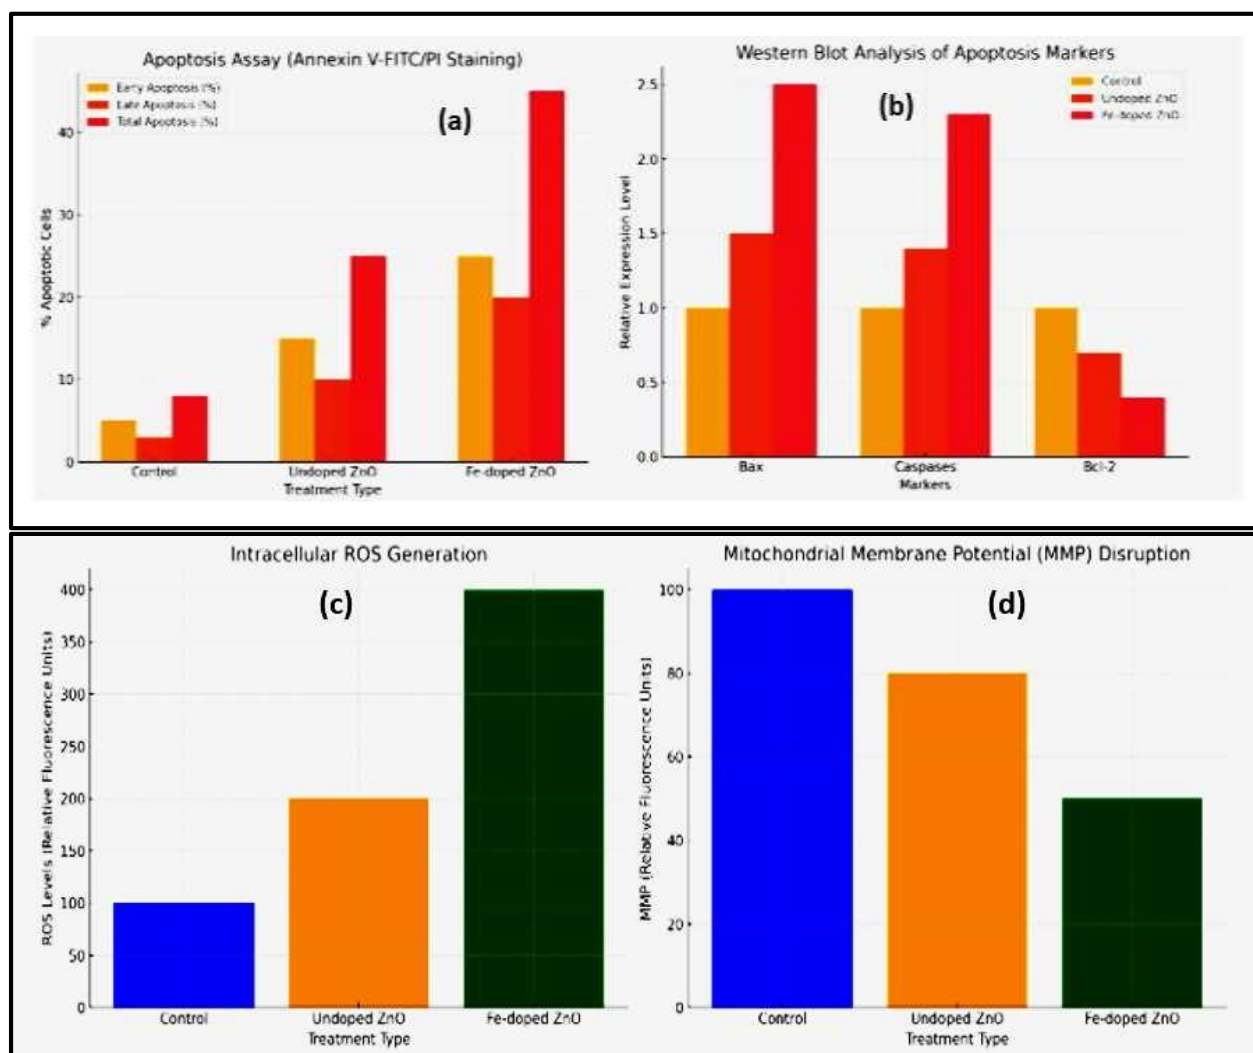 Apoptosis Assay (Annexin V-FITC/PI Staining)
Early Apoptosis (%)
Late Apoptosis (%)
Total Apoptosis (%)
(a)
% Apoptotic Cells
40
30
20
10
0
Control
Undoped ZnO
Fe-doped ZnO
Treatment Type
Western Blot Analysis of Apoptosis Markers
Control
Undoped ZnO
Fe-doped ZnO
(b)
Relative Expression Level
2.5
2.0
1.5
1.0
0.5
0.0
Bax
Caspases
Bcl-2
Markers
Intracellular ROS Generation
(c)
ROS Levels (Relative Fluorescence Units)
400
350
300
250
200
150
100
50
0
Control
Undoped ZnO
Fe-doped ZnO
Treatment Type
Mitochondrial Membrane Potential (MMP) Disruption
(d)
MMP (Relative Fluorescence Units)
100
80
60
40
20
0
Control
Undoped ZnO
Fe-doped ZnO
Treatment Type